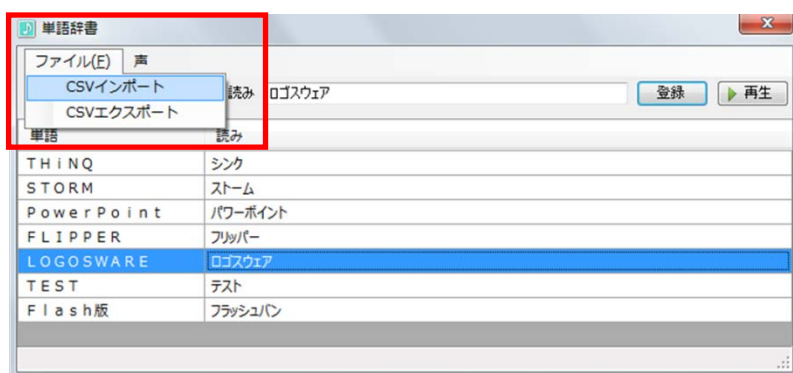 単語辞書
ファイル(F) 声
CSVインポート
読み ロゴスウェア 登録 再生
CSVエクスポート
単語 読み
ＴＨｉＮＱ シンク
ＳＴＯＲＭ ストーム
ＰｏｗｅｒＰｏｉｎｔ パワーポイント
ＦＬＩＰＰＥＲ フリッパー
ＬＯＧＯＳＷＡＲＥ ロゴスウェア
ＴＥＳＴ テスト
Ｆｌａｓｈ版 フラッシュバン